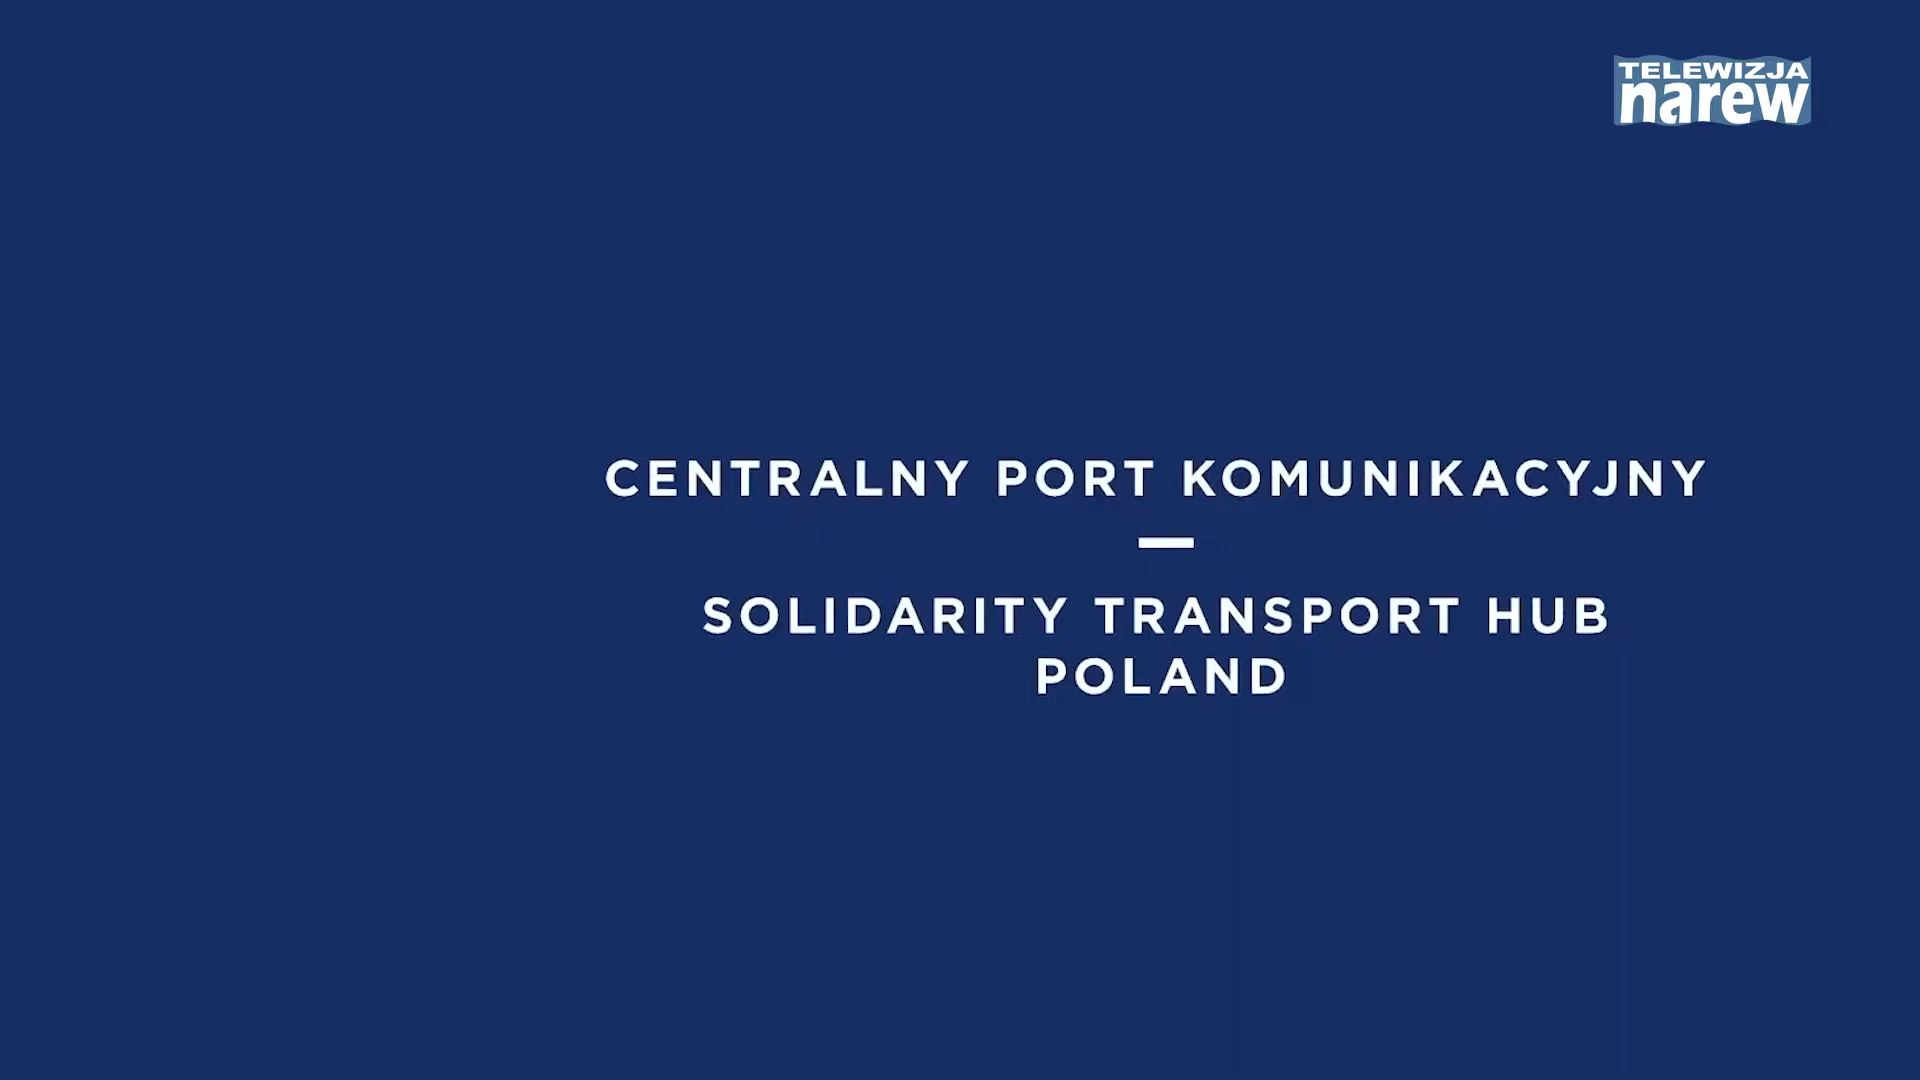 TELEWIZJA
narew
CENTRALNY PORT KOMUNIKACYJNY
—
SOLIDARITY TRANSPORT HUB
POLAND